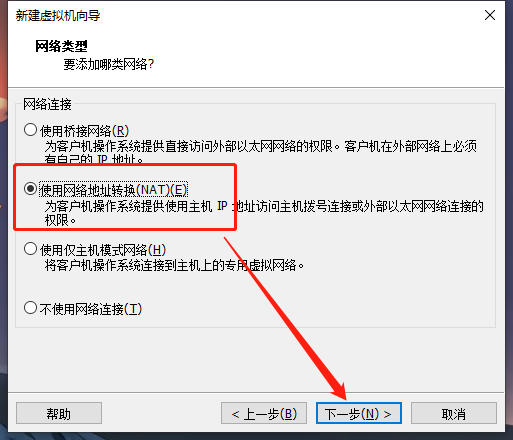 新建虚拟机向导
网络类型
要添加哪类网络?
网络连接
使用桥接网络(R)
为客户机操作系统提供直接访问外部以太网网络的权限。客户机在外部网络上必须
有自己的 IP 地址。
使用网络地址转换(NAT)(E)
为客户机操作系统提供使用主机 IP 地址访问主机拨号连接或外部以太网网络连接的
权限。
使用仅主机模式网络(H)
将客户机操作系统连接到主机上的专用虚拟网络。
不使用网络连接(T)
帮助
< 上一步(B)
下一步(N) >
取消